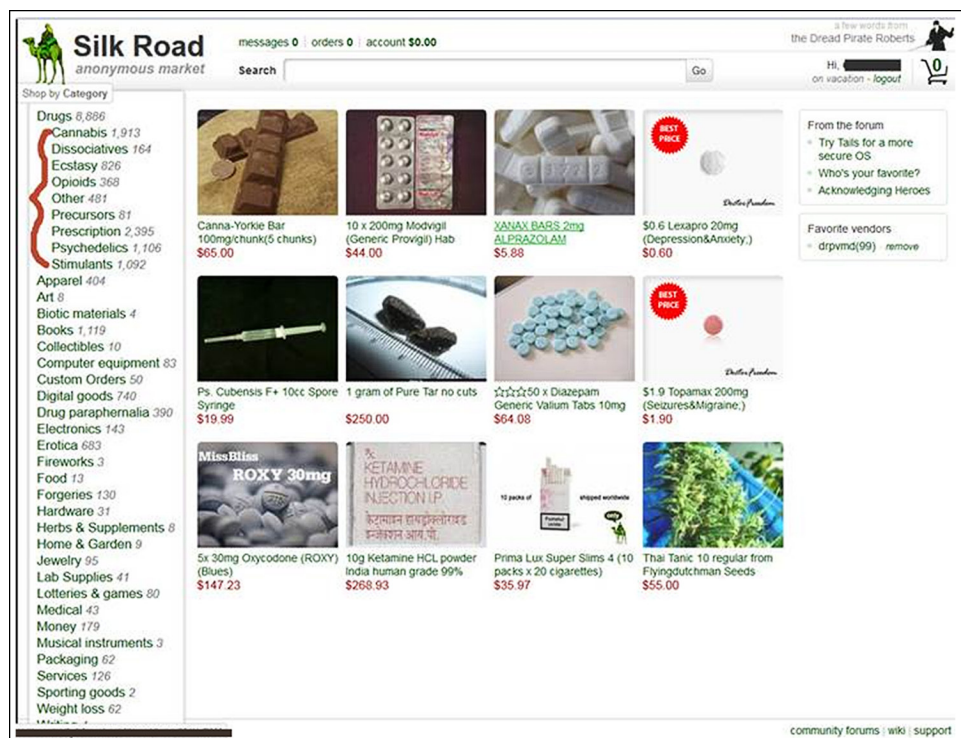 Silk Road
anonymous market
messages 0 | orders 0 | account $0.00
a few words from
the Dread Pirate Roberts
Search
Go
Hi,
on vacation - logout
0
Shop by Category
Drugs 8,886
Cannabis 1,913
Dissociatives 164
Ecstasy 826
Opioids 368
Other 481
Precursors 81
Prescription 2,395
Psychedelics 1,106
Stimulants 1,092
Apparel 404
Art 8
Biotic materials 4
Books 1,119
Collectibles 10
Computer equipment 83
Custom Orders 50
Digital goods 740
Drug paraphernalia 390
Electronics 143
Erotica 683
Fireworks 3
Food 13
Forgeries 130
Hardware 31
Herbs & Supplements 8
Home & Garden 9
Jewelry 95
Lab Supplies 41
Lotteries & games 80
Medical 43
Money 179
Musical instruments 3
Packaging 62
Services 126
Sporting goods 2
Weight loss 62
Canna-Yorkie Bar
100mg/chunk(5 chunks)
$65.00
10 x 200mg Modvigil
(Generic Provigil) Hab
$44.00
XANAX BARS 2mg
ALPRAZOLAM
$5.88
BEST
PRICE
DoctorFreedom
$0.6 Lexapro 20mg
(Depression&Anxiety;)
$0.60
Ps. Cubensis F+ 10cc Spore
Syringe
$19.99
1 gram of Pure Tar no cuts
$250.00
☆☆☆50 x Diazepam
Generic Valium Tabs 10mg
$64.08
BEST
PRICE
DoctorFreedom
$1.9 Topamax 200mg
(Seizures&Migraine;)
$1.90
MissBliss
ROXY 30mg
5x 30mg Oxycodone (ROXY)
(Blues)
$147.23
Rx
KETAMINE
HYDROCHLORIDE
INJECTION I.P.
केटामाइन हायड्रोक्लोराइड
इन्जेक्शन आय.पी.
10g Ketamine HCL powder
India human grade 99%
$268.93
10 packs of
shipped worldwide
only
Prima Lux Super Slims 4 (10
packs x 20 cigarettes)
$35.97
Thai Tanic 10 regular from
Flyingdutchman Seeds
$55.00
From the forum
Try Tails for a more
secure OS
Who's your favorite?
Acknowledging Heroes
Favorite vendors
drpvmd(99) remove
community forums | wiki | support